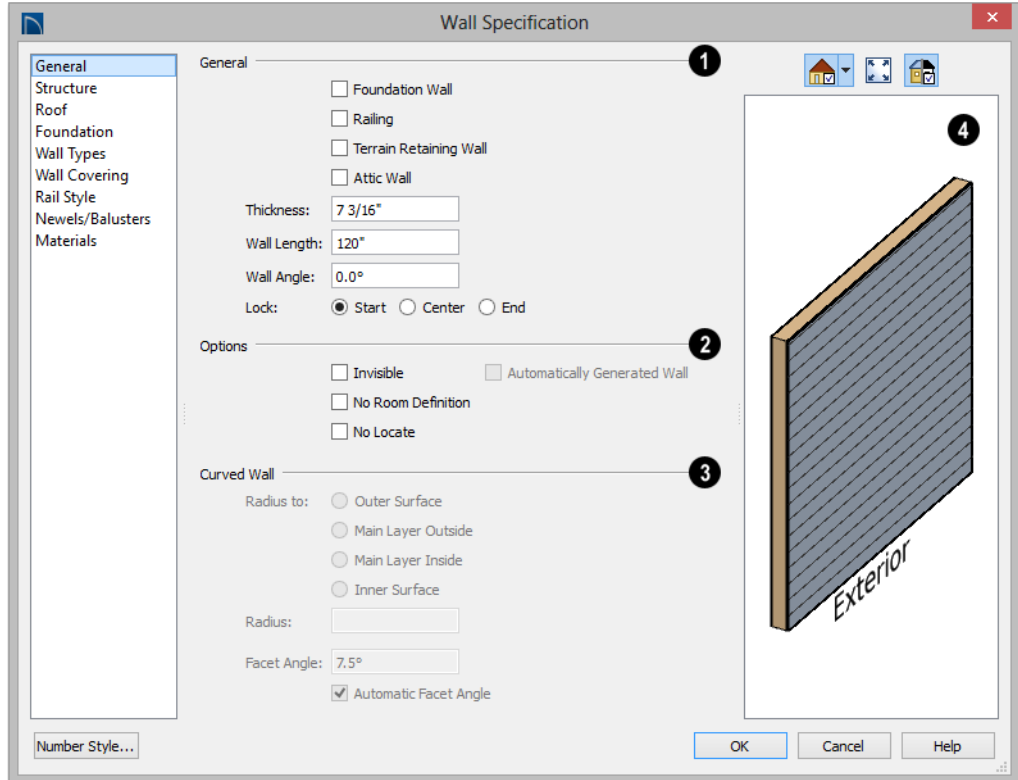 Wall Specification
General
Structure
Roof
Foundation
Wall Types
Wall Covering
Rail Style
Newels/Balusters
Materials
General 1
Foundation Wall
Railing
Terrain Retaining Wall
Attic Wall
Thickness: 7 3/16"
Wall Length: 120"
Wall Angle: 0.0°
Lock: Start Center End
Options 2
Invisible Automatically Generated Wall
No Room Definition
No Locate
Curved Wall 3
Radius to: Outer Surface
Main Layer Outside
Main Layer Inside
Inner Surface
Radius:
Facet Angle: 7.5°
Automatic Facet Angle
4
Exterior
Number Style... OK Cancel Help